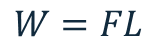 W = FL